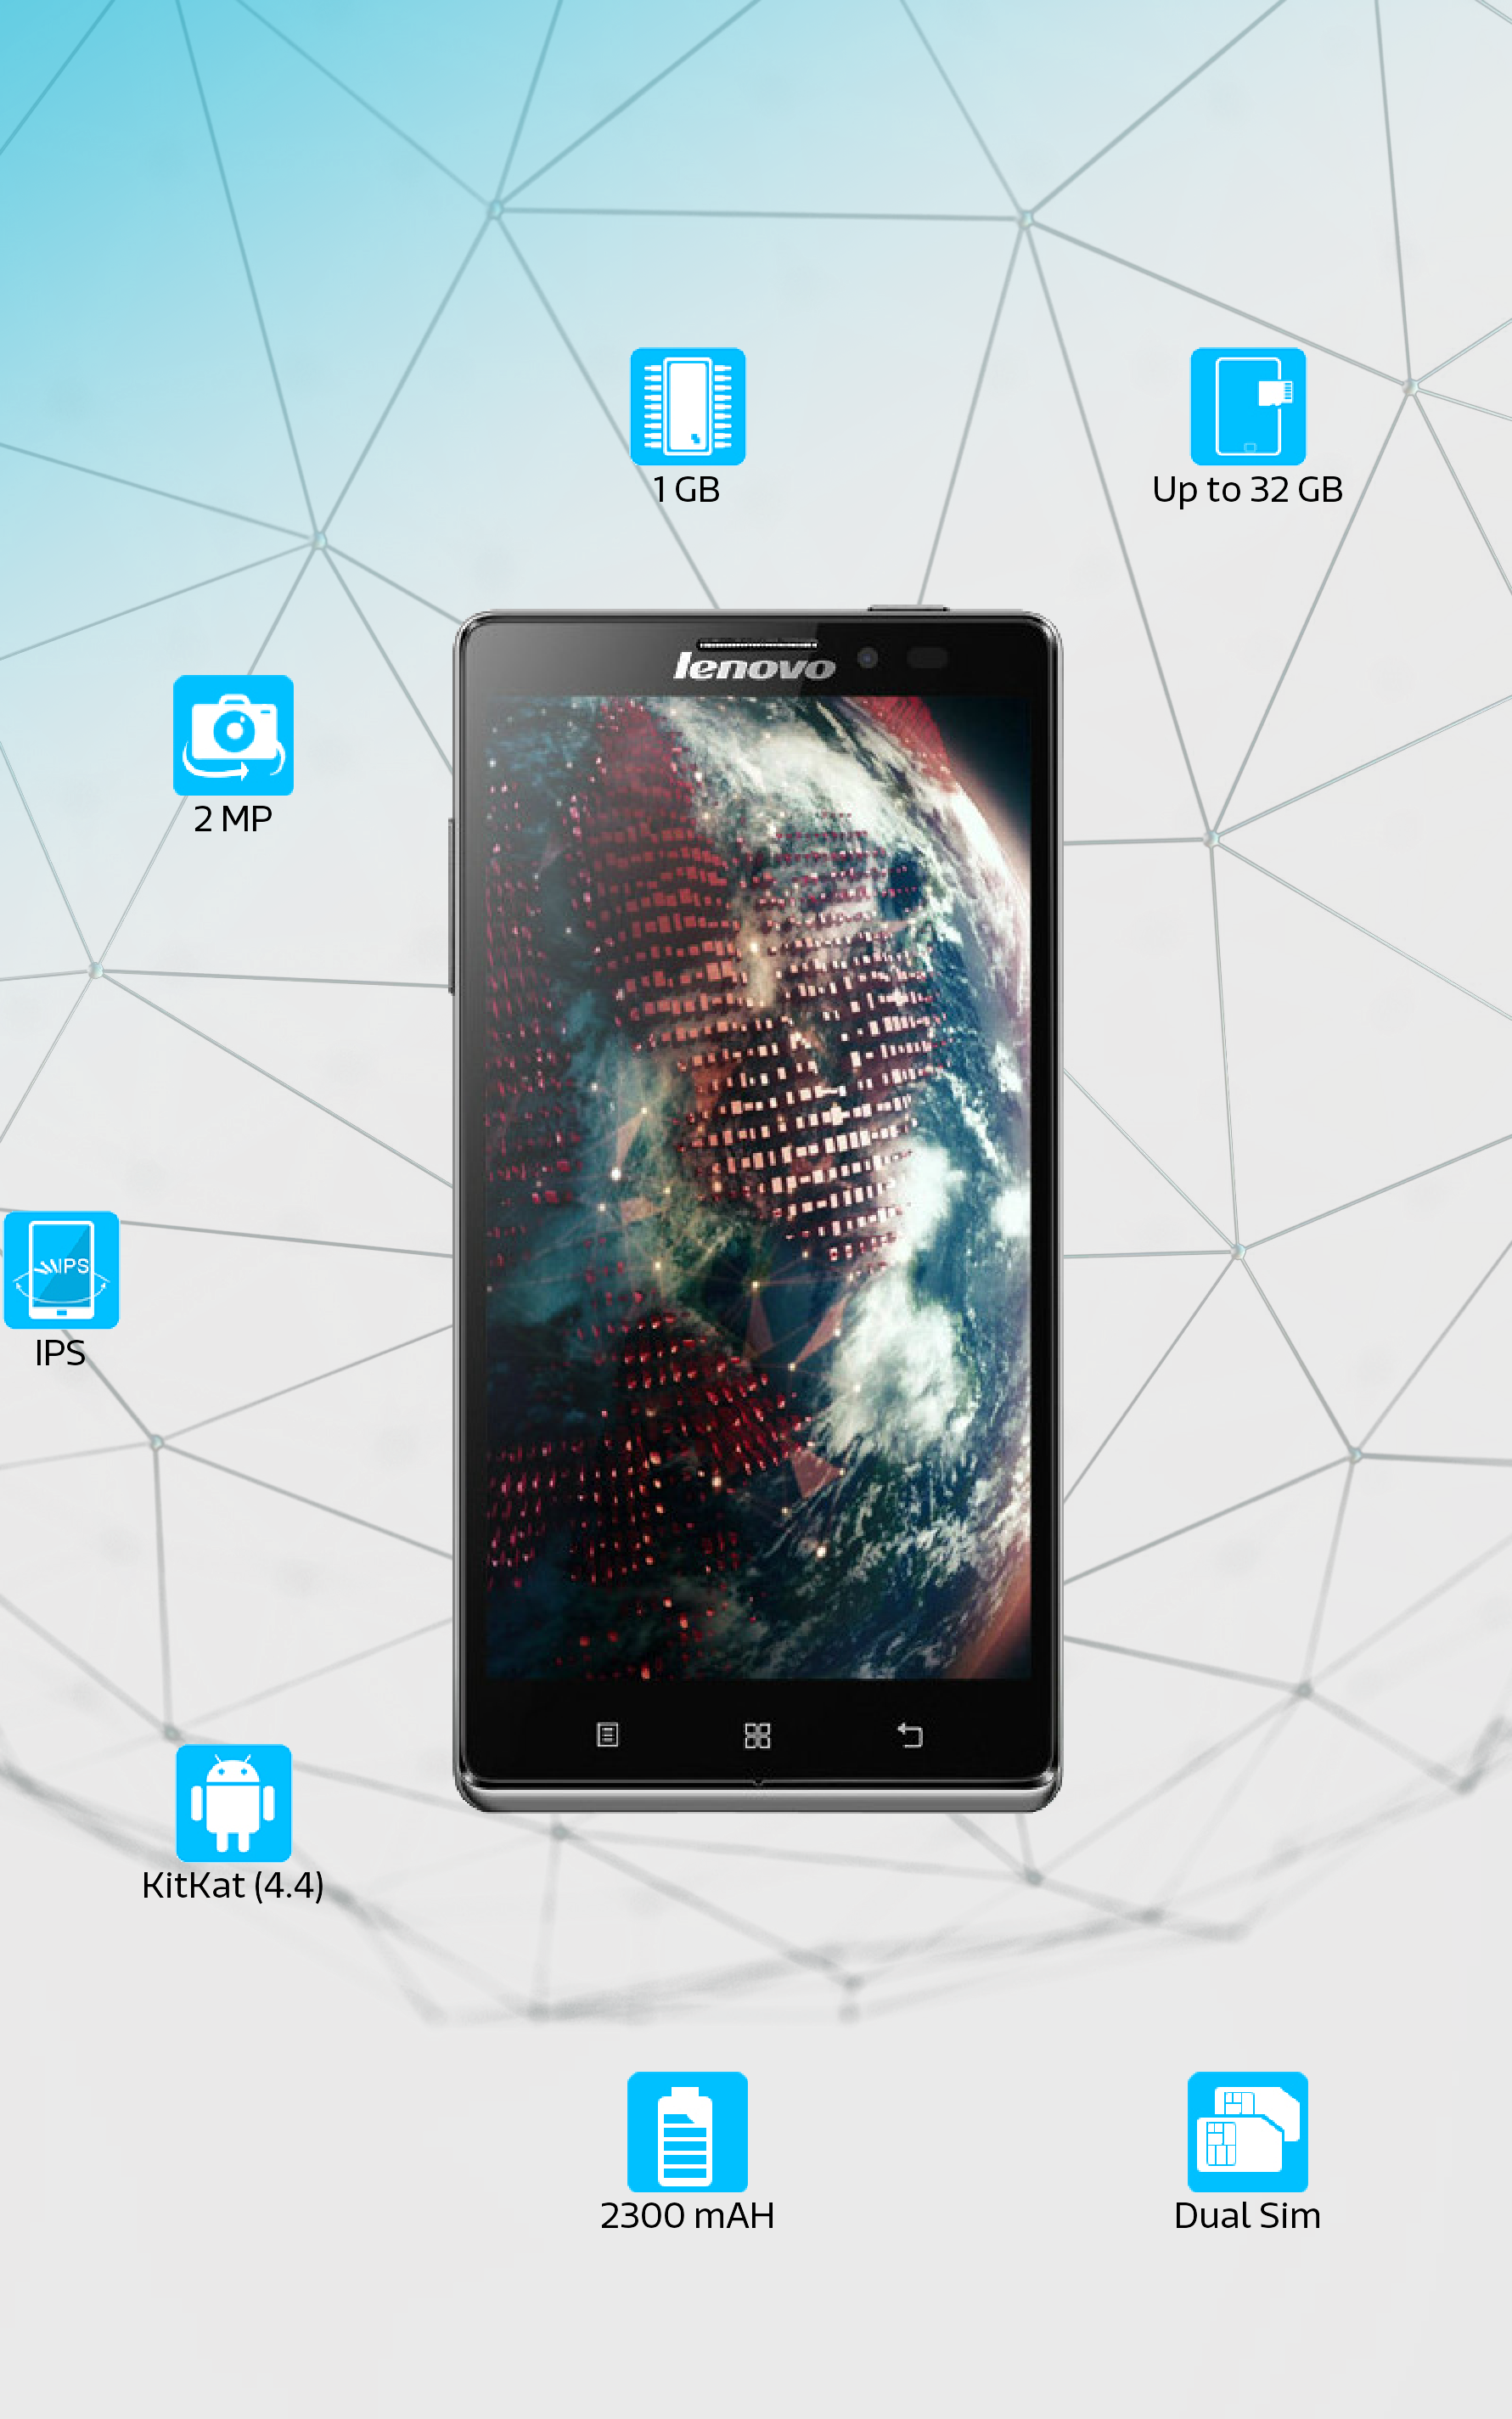 1 GB
Up to 32 GB
lenovo
2 MP
IPS
IPS
KitKat (4.4)
2300 mAH
Dual Sim